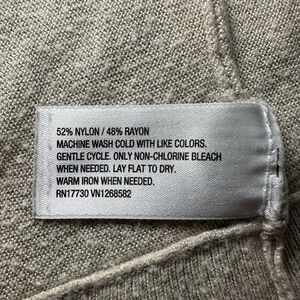 52% NYLON / 48% RAYON
MACHINE WASH COLD WITH LIKE COLORS.
GENTLE CYCLE. ONLY NON-CHLORINE BLEACH
WHEN NEEDED. LAY FLAT TO DRY.
WARM IRON WHEN NEEDED.
RN17730 VN1268582